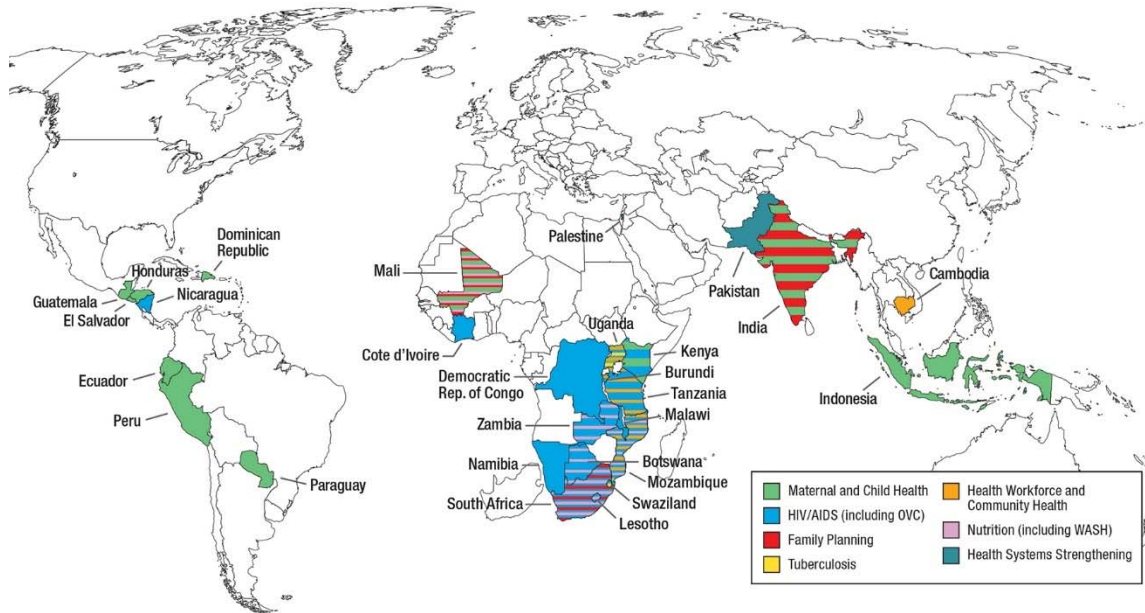 Dominican
Republic
Honduras
Guatemala
Nicaragua
El Salvador
Ecuador
Peru
Paraguay
Palestine
Mali
Cote d'Ivoire
Uganda
Kenya
Democratic
Rep. of Congo
Burundi
Tanzania
Malawi
Zambia
Namibia
Botswana*
Mozambique
South Africa
Swaziland
Lesotho
Pakistan
India
Cambodia
Indonesia
Maternal and Child Health
HIV/AIDS (including OVC)
Family Planning
Tuberculosis
Health Workforce and
Community Health
Nutrition (including WASH)
Health Systems Strengthening